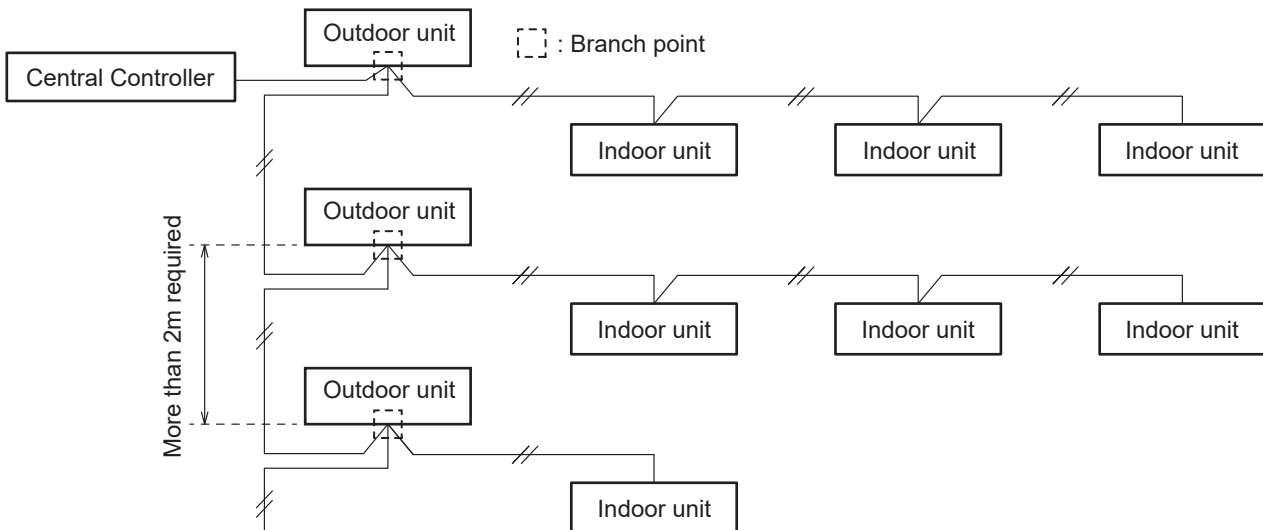 Outdoor unit
: Branch point
Central Controller
Indoor unit
Indoor unit
Indoor unit
Outdoor unit
More than 2m required
Indoor unit
Indoor unit
Indoor unit
Outdoor unit
Indoor unit